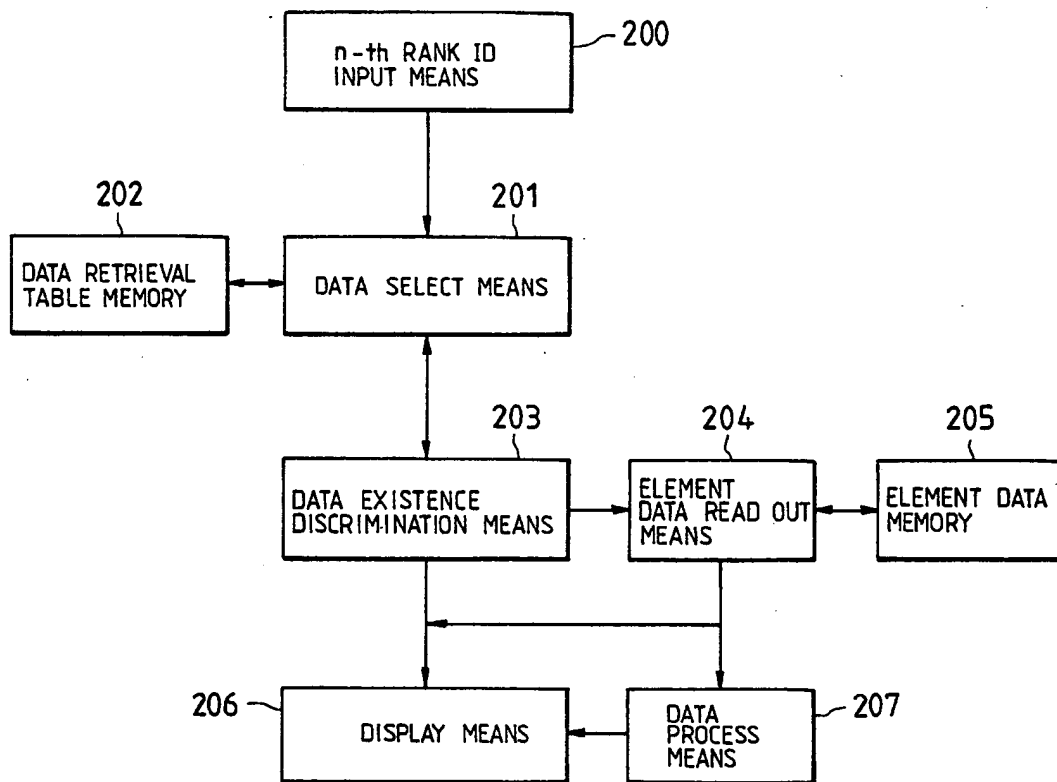 200
n-th RANK ID
INPUT MEANS
202
201
DATA RETRIEVAL
TABLE MEMORY
DATA SELECT MEANS
203
204
205
DATA EXISTENCE
DISCRIMINATION MEANS
ELEMENT
DATA READ OUT
MEANS
ELEMENT DATA
MEMORY
206
DISPLAY MEANS
DATA
PROCESS
MEANS
207